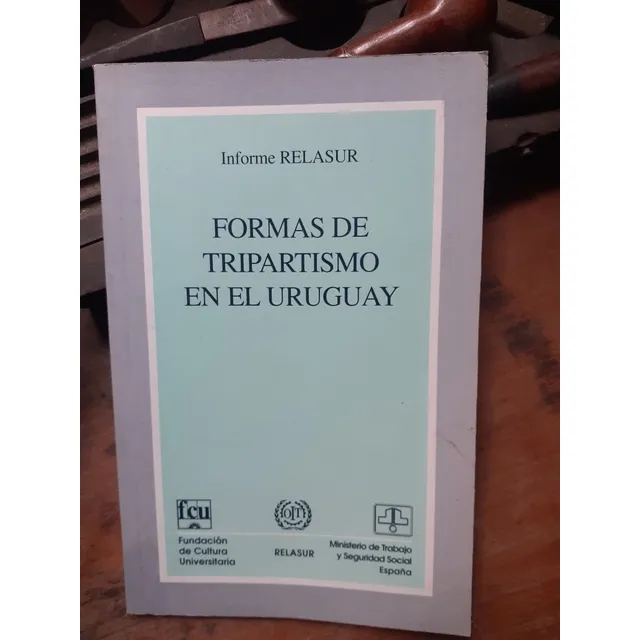 Informe RELASUR
FORMAS DE
TRIPARTISMO
EN EL URUGUAY
fcu
Fundación
de Cultura
Universitaria
OIT
RELASUR
Ministerio de Trabajo
y Seguridad Social
España